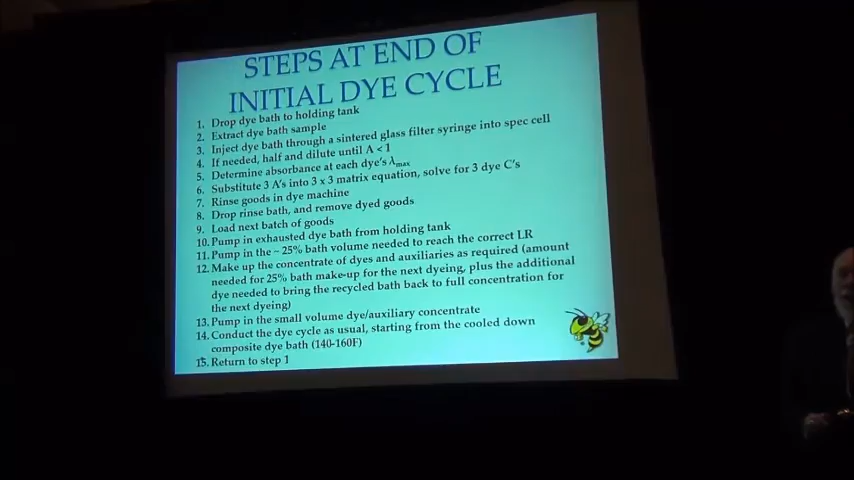 STEPS AT END OF
INITIAL DYE CYCLE
1. Drop dye bath to holding tank
2. Extract dye bath sample
3. Inject dye bath through a sintered glass filter syringe into spec cell
4. If needed, half and dilute until A < 1
5. Determine absorbance at each dye's λmax
6. Substitute 3 A's into 3 x 3 matrix equation, solve for 3 dye C's
7. Rinse goods in dye machine
8. Drop rinse bath, and remove dyed goods
9. Load next batch of goods
10. Pump in exhausted dye bath from holding tank
11. Pump in the ~ 25% bath volume needed to reach the correct LR
12. Make up the concentrate of dyes and auxiliaries as required (amount
needed for 25% bath make-up for the next dyeing, plus the additional
dye needed to bring the recycled bath back to full concentration for
the next dyeing)
13. Pump in the small volume dye/auxiliary concentrate
14. Conduct the dye cycle as usual, starting from the cooled down
composite dye bath (140-160F)
15. Return to step 1